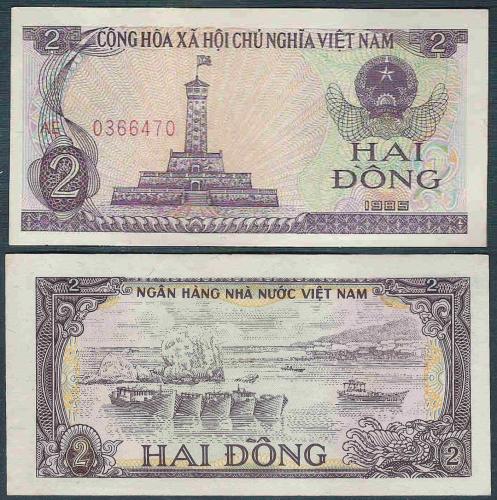 2 CỘNG HÒA XÃ HỘI CHỦ NGHĨA VIỆT NAM 2
AE 0366470
2 HAI
ĐỒNG
1985
2 NGÂN HÀNG NHÀ NƯỚC VIỆT NAM 2
2 HAI ĐỒNG 2